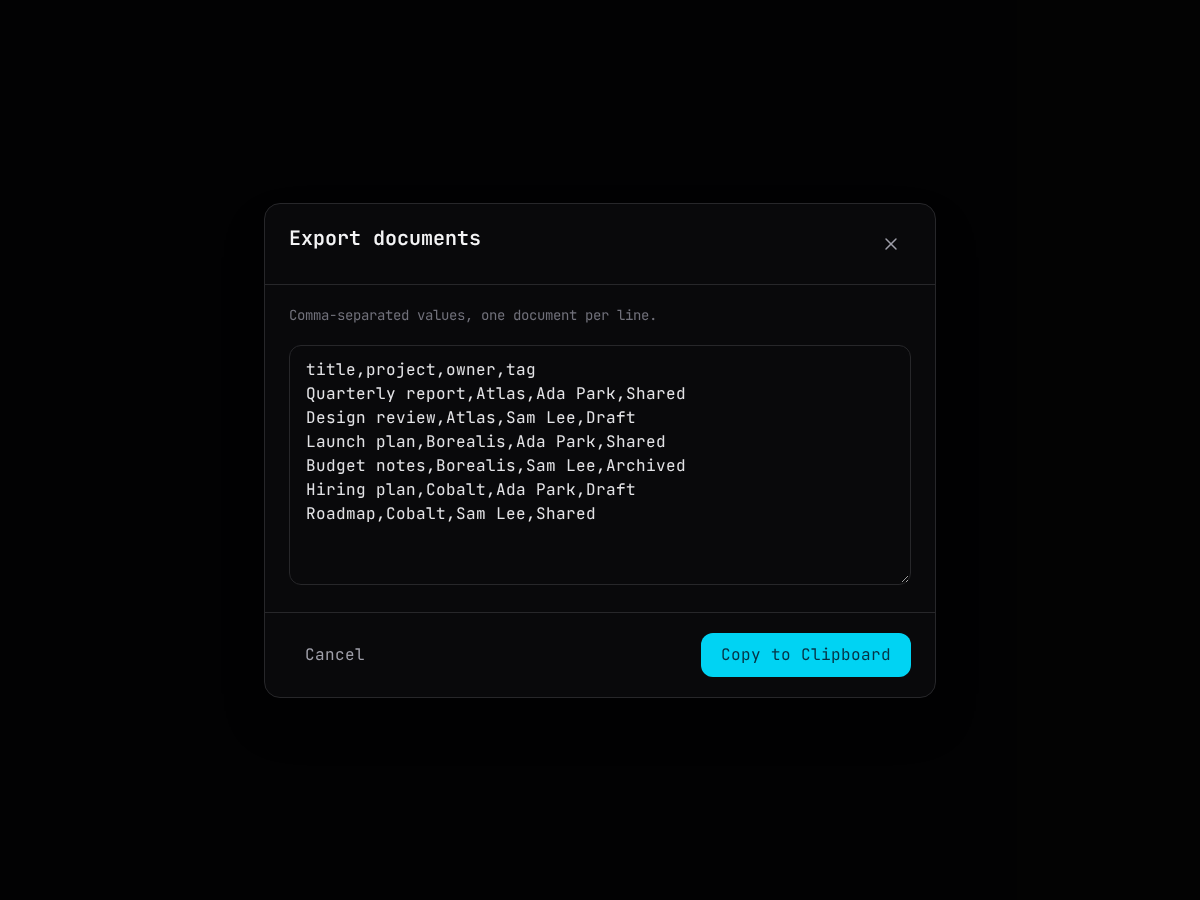 Export documents
Comma-separated values, one document per line.
title,project,owner,tag
Quarterly report,Atlas,Ada Park,Shared
Design review,Atlas,Sam Lee,Draft
Launch plan,Borealis,Ada Park,Shared
Budget notes,Borealis,Sam Lee,Archived
Hiring plan,Cobalt,Ada Park,Draft
Roadmap,Cobalt,Sam Lee,Shared
Cancel
Copy to Clipboard